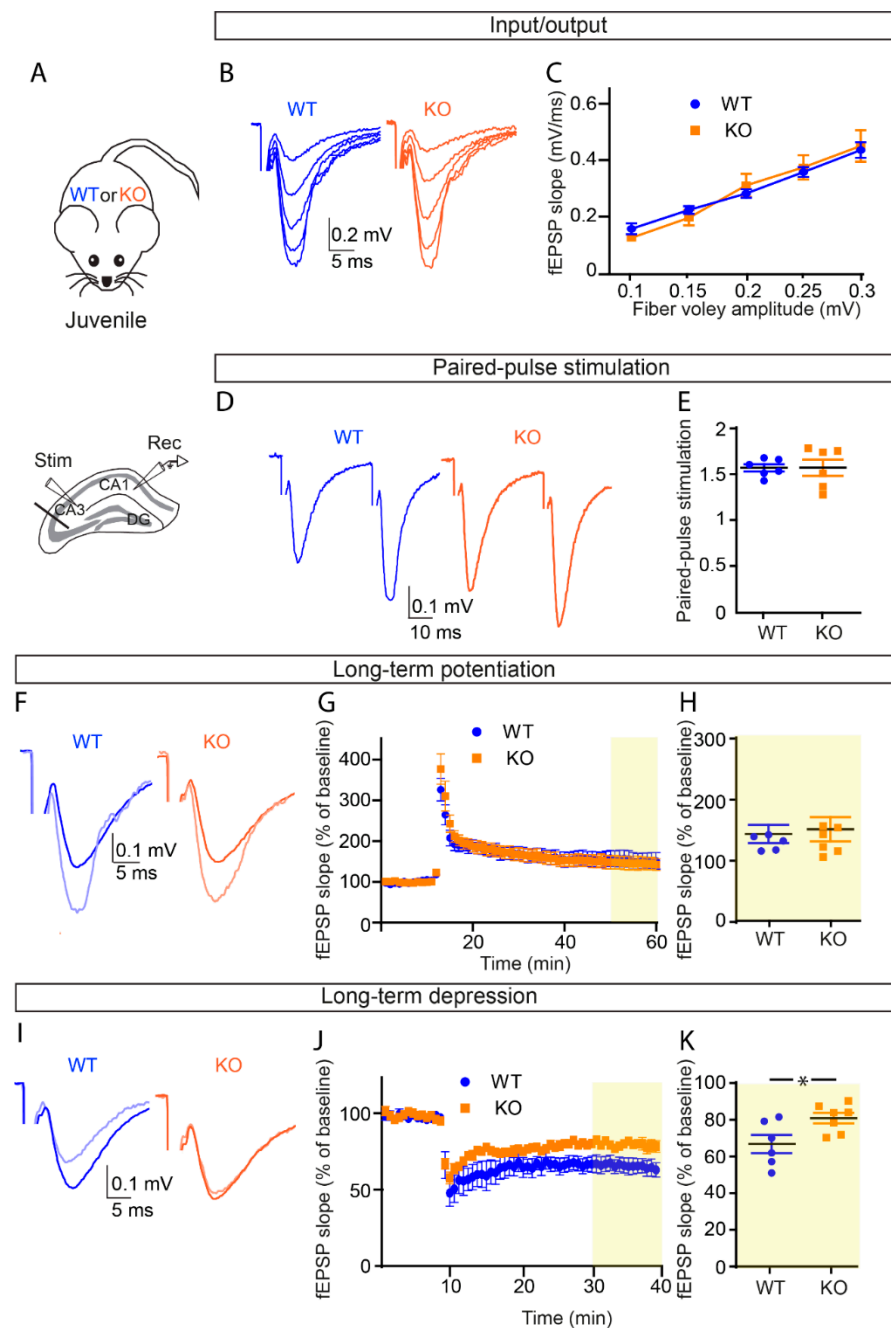 Input/output
A
WT or KO
Juvenile
Stim
Rec
CA1
CA3
DG
B
WT
KO
0.2 mV
5 ms
C
WT
KO
fEPSP slope (mV/ms)
0.6
0.4
0.2
0
0.1
0.15
0.2
0.25
0.3
Fiber voley amplitude (mV)
Paired-pulse stimulation
D
WT
KO
0.1 mV
10 ms
E
Paired-pulse stimulation
2
1.5
1
0.5
0
WT
KO
Long-term potentiation
F
WT
KO
0.1 mV
5 ms
G
WT
KO
fEPSP slope (% of baseline)
400
300
200
100
0
20
40
60
Time (min)
H
fEPSP slope (% of baseline)
300
200
100
0
WT
KO
Long-term depression
I
WT
KO
0.1 mV
5 ms
J
WT
KO
fEPSP slope (% of baseline)
100
50
0
10
20
30
40
Time (min)
K
fEPSP slope (% of baseline)
100
80
60
40
20
0
*
WT
KO